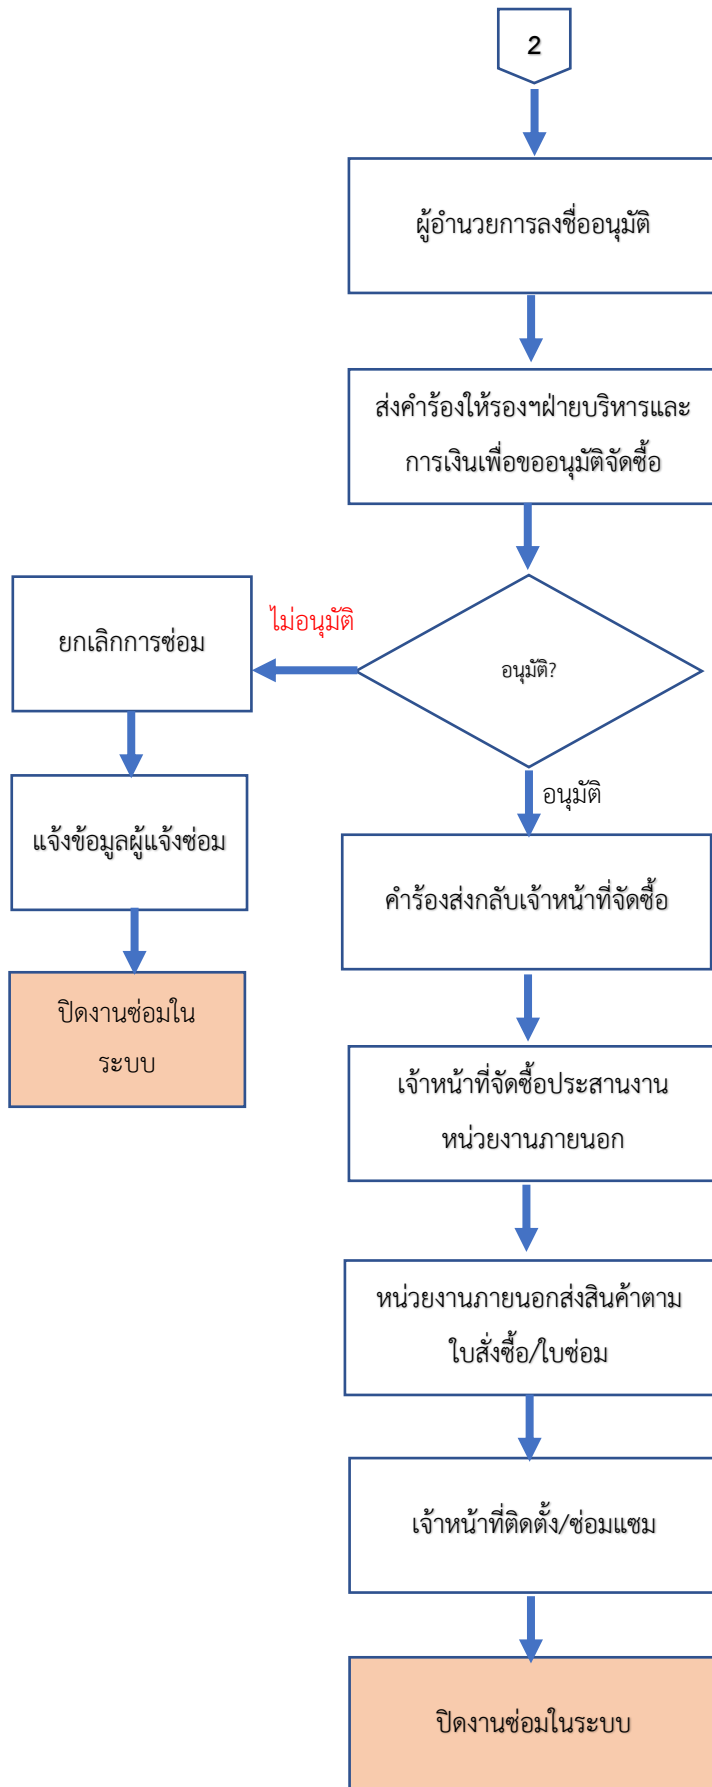 2
ผู้อำนวยการลงชื่ออนุมัติ
ส่งคำร้องให้รองฯฝ่ายบริหารและ
การเงินเพื่อขออนุมัติจัดซื้อ
ไม่อนุมัติ
ยกเลิกการซ่อม
อนุมัติ?
อนุมัติ
แจ้งข้อมูลผู้แจ้งซ่อม
คำร้องส่งกลับเจ้าหน้าที่จัดซื้อ
ปิดงานซ่อมใน
ระบบ
เจ้าหน้าที่จัดซื้อประสานงาน
หน่วยงานภายนอก
หน่วยงานภายนอกส่งสินค้าตาม
ใบสั่งซื้อ/ใบซ่อม
เจ้าหน้าที่ติดตั้ง/ซ่อมแซม
ปิดงานซ่อมในระบบ